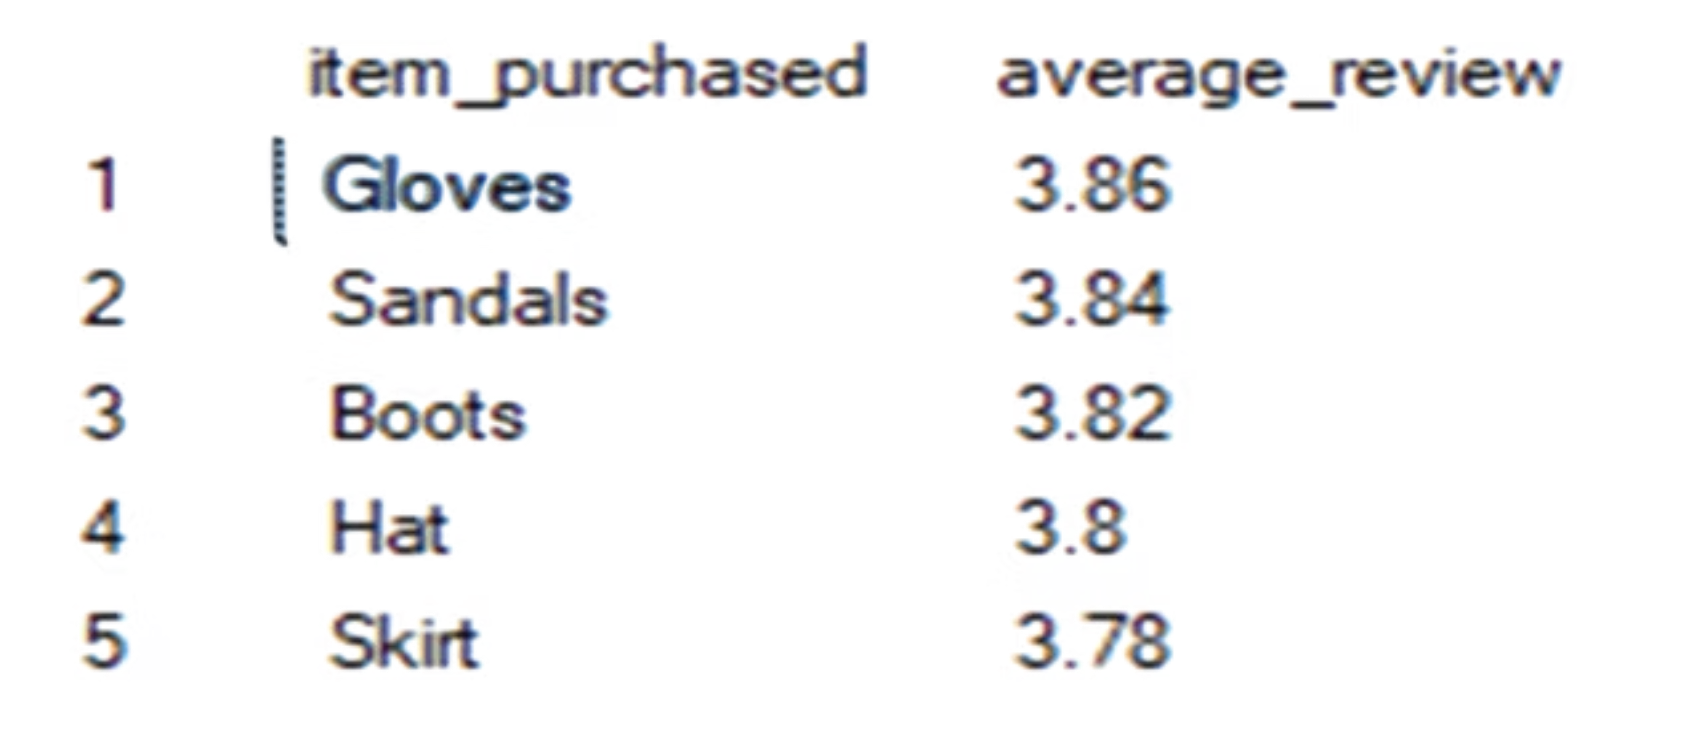 item_purchased average_review
1 Gloves 3.86
2 Sandals 3.84
3 Boots 3.82
4 Hat 3.8
5 Skirt 3.78